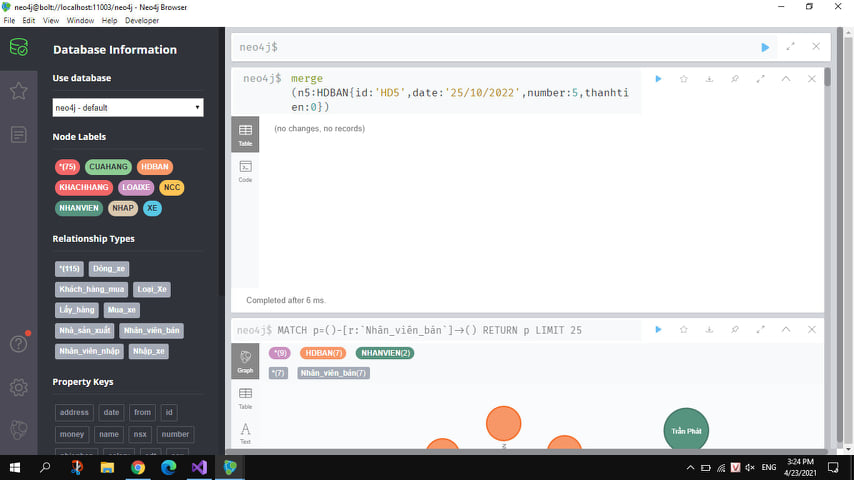 neo4j@bolt://localhost:11003/neo4j - Neo4j Browser
File Edit View Window Help Developer
Database Information
Use database
neo4j - default
Node Labels
*(75) CUAHANG HDBAN
KHACHHANG LOAIXE NCC
NHANVIEN NHAP XE
Relationship Types
*(115) Dòng_xe
Khách_hàng_mua Loại_Xe
Lấy_hàng Mua_xe
Nhà_sản_xuất Nhân_viên_bán
Nhân_viên_nhập Nhập_xe
Property Keys
address date from id
money name nsx number
neo4j$
neo4j$ merge
(n5:HDBAN{id:'HD5',date:'25/10/2022',number:5,thanhti
en:0})
Table
(no changes, no records)
Code
Completed after 6 ms.
neo4j$ MATCH p=()-[r:`Nhân_viên_bán`]->() RETURN p LIMIT 25
Graph
*(9) HDBAN(7) NHANVIEN(2)
*(7) Nhân_viên_bán(7)
Table
Text
Trần Phát
ENG
3:24 PM
4/23/2021